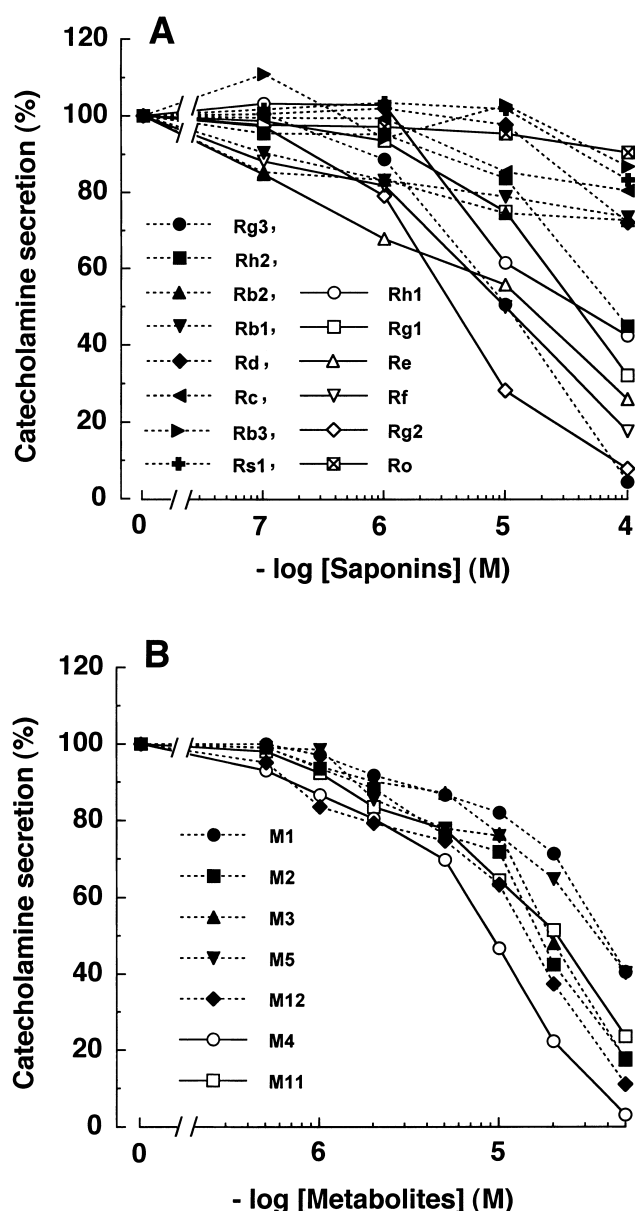 A
Catecholamine secretion (%)
120
100
80
60
40
20
0
Rg3,
Rh2,
Rb2, Rh1
Rb1, Rg1
Rd, Re
Rc, Rf
Rb3, Rg2
Rs1, Ro
0 7 6 5 4
- log [Saponins] (M)
B
Catecholamine secretion (%)
120
100
80
60
40
20
0
M1
M2
M3
M5
M12
M4
M11
0 6 5
- log [Metabolites] (M)